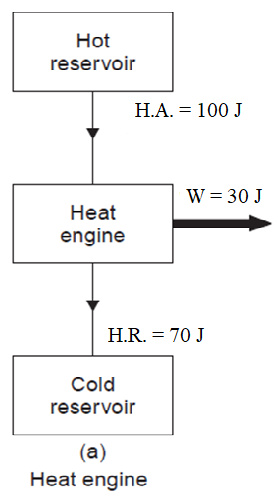 Hot
reservoir
H.A. = 100 J
Heat
engine
W = 30 J
H.R. = 70 J
Cold
reservoir
(a)
Heat engine